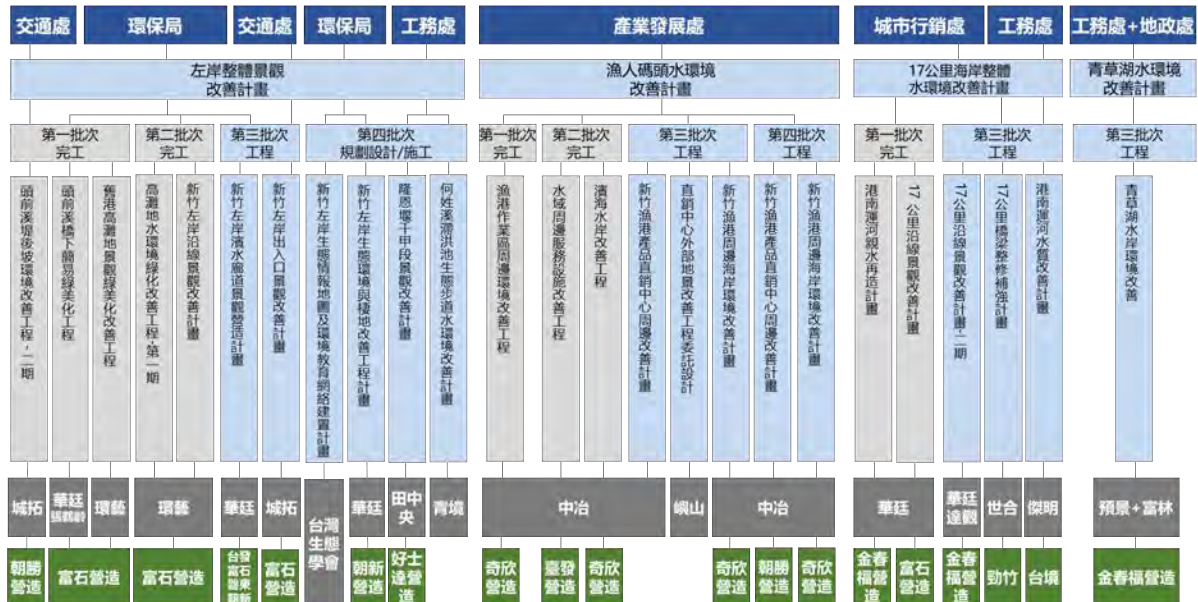 交通處
環保局
交通處
環保局
工務處
產業發展處
城市行銷處
工務處
工務處+地政處
左岸整體景觀
改善計畫
漁人碼頭水環境
改善計畫
17公里海岸整體
水環境改善計畫
青草湖水環境
改善計畫
第一批次
完工
第二批次
完工
第三批次
工程
第四批次
規劃設計/施工
第一批次
完工
第二批次
完工
第三批次
工程
第四批次
工程
第一批次
完工
第三批次
工程
第三批次
工程
頭前溪堤後坡環境改善工程，二期
頭前溪橋下簡易綠美化工程
舊港高灘地景觀綠美化改善工程
高灘地水環境綠化改善工程，第一期
新竹左岸沿線景觀改善計畫
新竹左岸濱水廊道景觀營造計畫
新竹左岸出入口景觀改善計畫
新竹左岸生態情報地圖及環境教育網絡建置計畫
新竹左岸生態環境與棲地改善工程計畫
隆恩堰千甲段景觀改善計畫
何姓溪滯洪池生態步道水環境改善計畫
漁港作業區周邊環境改善工程
水域周邊服務設施改善工程
濱海水岸改善工程
新竹漁港產品直銷中心周邊改善計畫
直銷中心外部地景改善工程委託設計
新竹漁港周邊海岸環境改善計畫
新竹漁港產品直銷中心周邊改善計畫
新竹漁港周邊海岸環境改善計畫
港南運河親水再造計畫
17 公里沿線景觀改善計畫
17公里沿線景觀改善計畫-二期
17公里橋梁整修補強計畫
港南運河水質改善計畫
青草湖水岸環境改善
城拓
華廷
張鶴齡
環藝
環藝
華廷
城拓
台灣
生態
學會
華廷
田中
央
青境
中冶
嶼山
中冶
華廷
華廷
達觀
世合
傑明
預景+富林
朝勝
營造
富石營造
富石營造
台發
富石
富石
營造
朝新
營造
好士
達營
造
奇欣
營造
臺發
營造
奇欣
營造
奇欣
營造
朝勝
營造
奇欣
營造
金春
福營
造
富石
營造
金春
福營
造
勁竹
台境
金春福營造